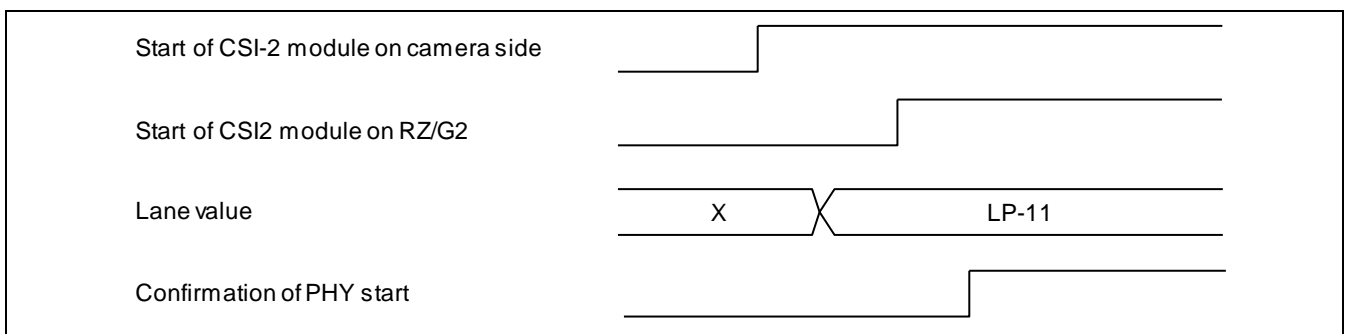 Start of CSI-2 module on camera side
Start of CSI2 module on RZ/G2
Lane value
X
LP-11
Confirmation of PHY start